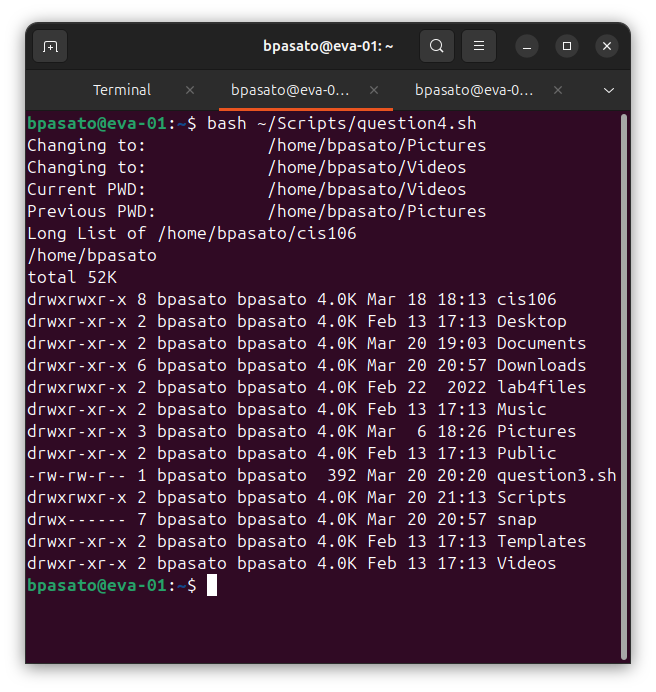 bpasato@eva-01: ~
Terminal
bpasato@eva-0...
bpasato@eva-0...
bpasato@eva-01:~$ bash ~/Scripts/question4.sh
Changing to:            /home/bpasato/Pictures
Changing to:            /home/bpasato/Videos
Current PWD:            /home/bpasato/Videos
Previous PWD:           /home/bpasato/Pictures
Long List of /home/bpasato/cis106
/home/bpasato
total 52K
drwxrwxr-x 8 bpasato bpasato 4.0K Mar 18 18:13 cis106
drwxr-xr-x 2 bpasato bpasato 4.0K Feb 13 17:13 Desktop
drwxr-xr-x 2 bpasato bpasato 4.0K Mar 20 19:03 Documents
drwxr-xr-x 6 bpasato bpasato 4.0K Mar 20 20:57 Downloads
drwxrwxr-x 2 bpasato bpasato 4.0K Feb 22  2022 lab4files
drwxr-xr-x 2 bpasato bpasato 4.0K Feb 13 17:13 Music
drwxr-xr-x 3 bpasato bpasato 4.0K Mar  6 18:26 Pictures
drwxr-xr-x 2 bpasato bpasato 4.0K Feb 13 17:13 Public
-rw-rw-r-- 1 bpasato bpasato  392 Mar 20 20:20 question3.sh
drwxrwxr-x 2 bpasato bpasato 4.0K Mar 20 21:13 Scripts
drwx------ 7 bpasato bpasato 4.0K Mar 20 20:57 snap
drwxr-xr-x 2 bpasato bpasato 4.0K Feb 13 17:13 Templates
drwxr-xr-x 2 bpasato bpasato 4.0K Feb 13 17:13 Videos
bpasato@eva-01:~$